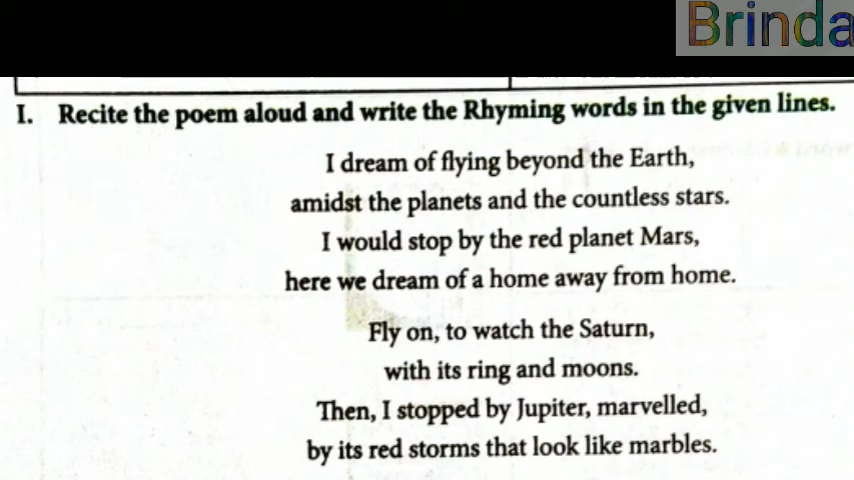 Brinda
I. Recite the poem aloud and write the Rhyming words in the given lines.
I dream of flying beyond the Earth,
amidst the planets and the countless stars.
I would stop by the red planet Mars,
here we dream of a home away from home.
Fly on, to watch the Saturn,
with its ring and moons.
Then, I stopped by Jupiter, marvelled,
by its red storms that look like marbles.